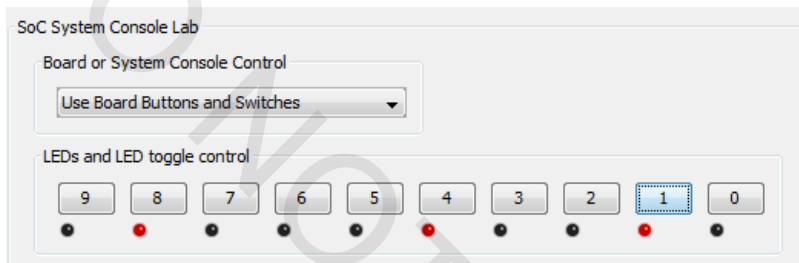 SoC System Console Lab
Board or System Console Control
Use Board Buttons and Switches
LEDs and LED toggle control
9 8 7 6 5 4 3 2 1 0